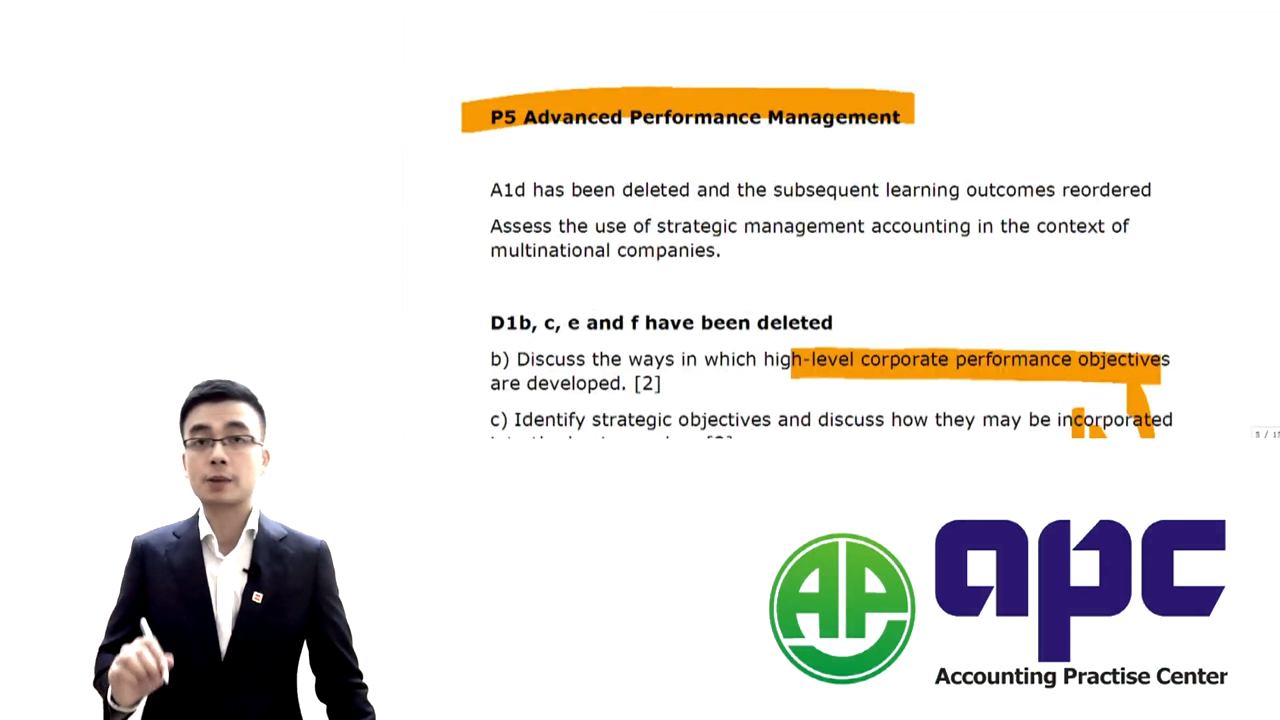 P5 Advanced Performance Management
A1d has been deleted and the subsequent learning outcomes reordered
Assess the use of strategic management accounting in the context of
multinational companies.
D1b, c, e and f have been deleted
b) Discuss the ways in which high-level corporate performance objectives
are developed. [2]
c) Identify strategic objectives and discuss how they may be incorporated
apc
Accounting Practise Center